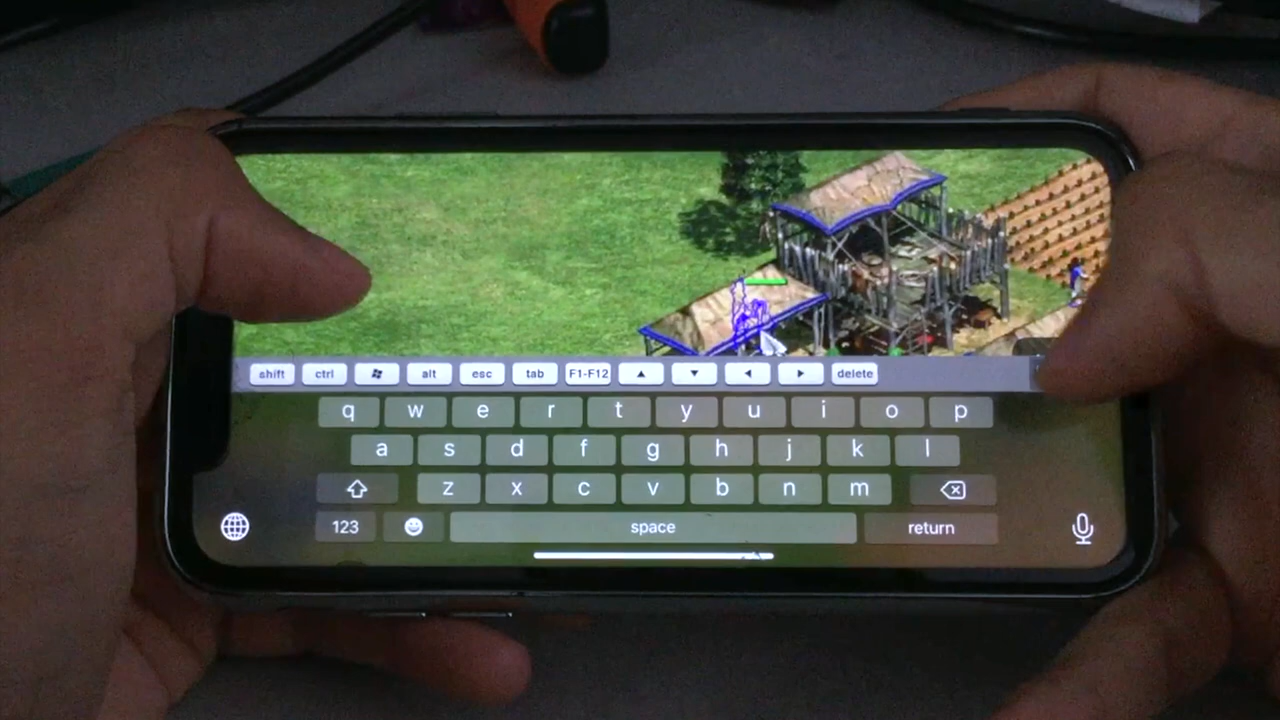 shift ctrl alt esc tab F1-F12 delete
q w e r t y u i o p
a s d f g h j k l
z x c v b n m
123 space return